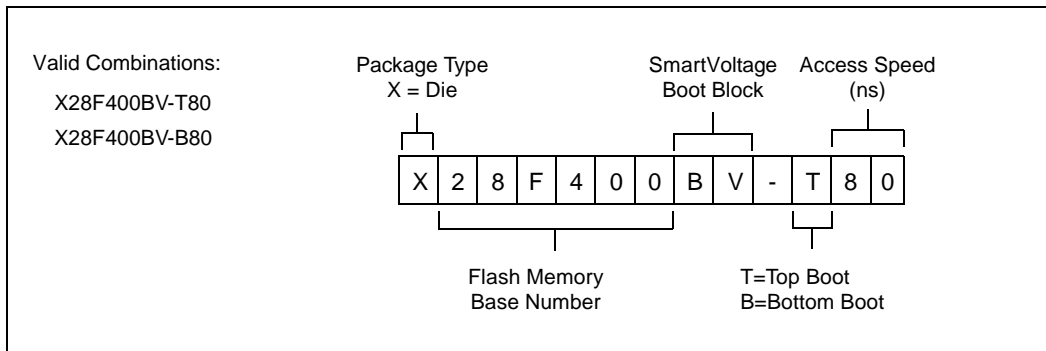 Valid Combinations:
X28F400BV-T80
X28F400BV-B80
Package Type
X = Die
SmartVoltage
Boot Block
Access Speed
(ns)
X 2 8 F 4 0 0 B V - T 8 0
Flash Memory
Base Number
T=Top Boot
B=Bottom Boot